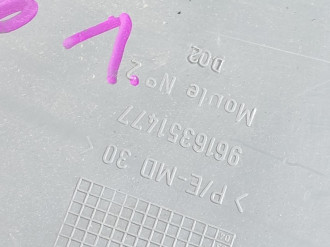 > P/E-MD 30 <
9616351477
Moule N° 2
D02